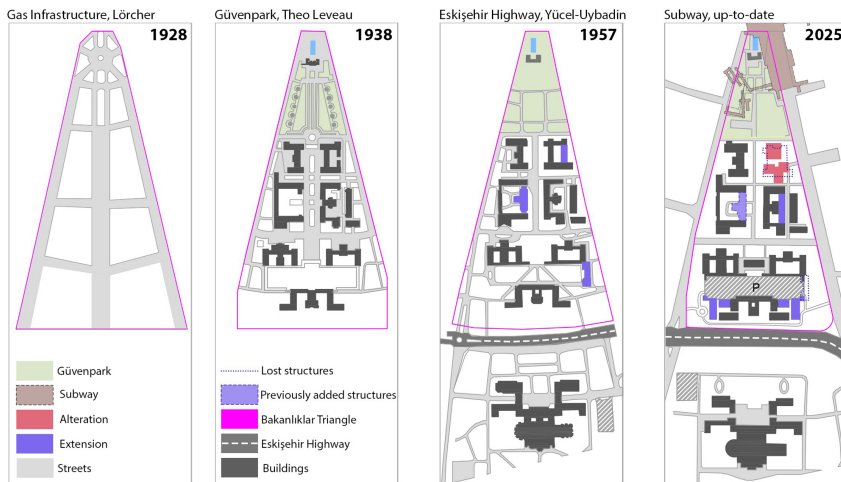 Gas Infrastructure, Lörcher
1928
Güvenpark, Theo Leveau
1938
Eskişehir Highway, Yücel-Uybadin
1957
Subway, up-to-date
2025
P
Güvenpark
Subway
Alteration
Extension
Streets
Lost structures
Previously added structures
Bakanlıklar Triangle
Eskişehir Highway
Buildings